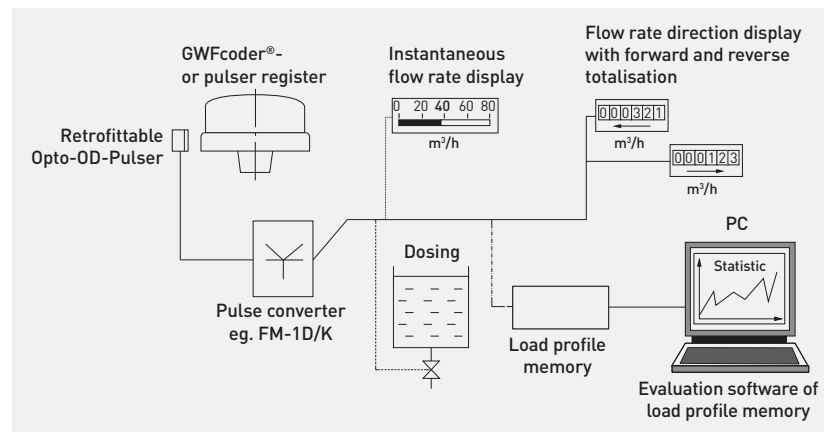 GWFcoder®-
or pulser register
Instantaneous
flow rate display
Flow rate direction display
with forward and reverse
totalisation
0 20 40 60 80
m³/h
000321
m³/h
000123
m³/h
Retrofittable
Opto-OD-Pulser
Pulse converter
eg. FM-1D/K
Dosing
Load profile
memory
PC
Statistic
Evaluation software of
load profile memory